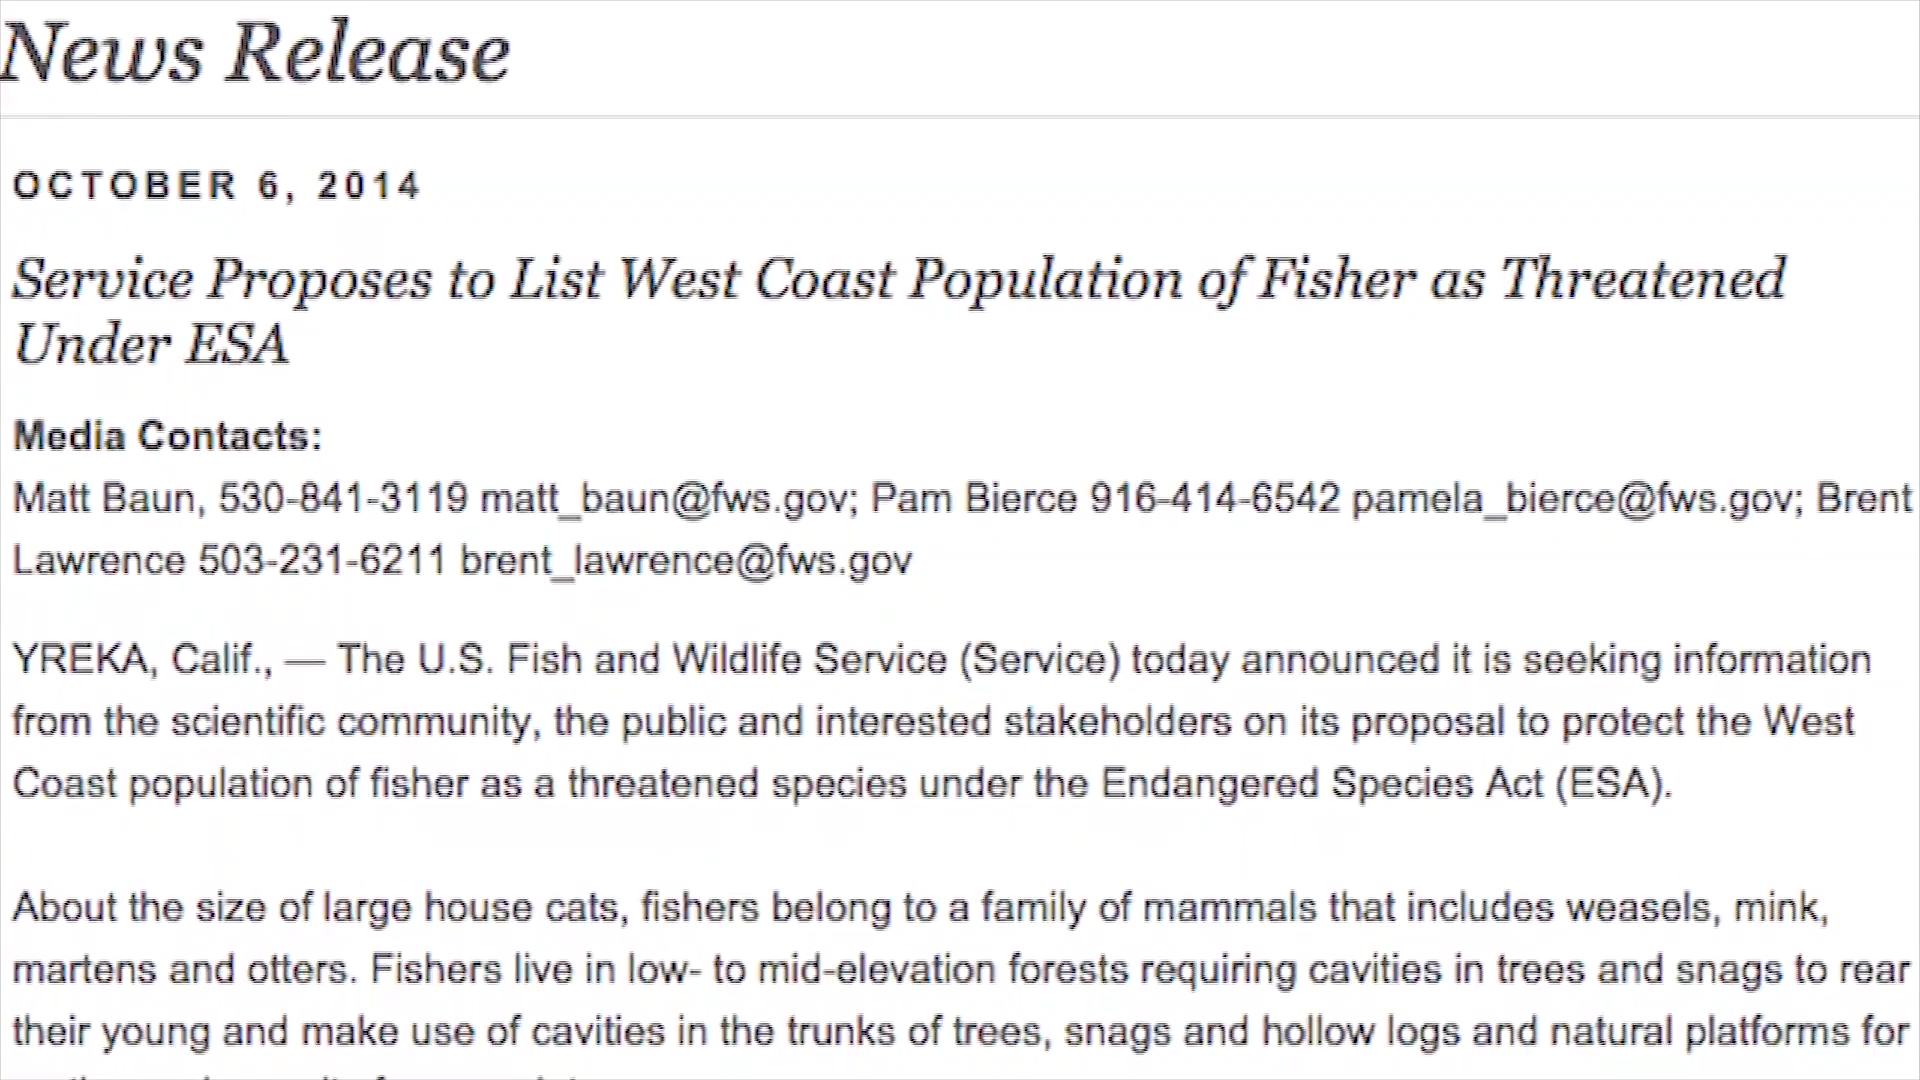 News Release
OCTOBER 6, 2014
Service Proposes to List West Coast Population of Fisher as Threatened
Under ESA
Media Contacts:
Matt Baun, 530-841-3119 matt_baun@fws.gov; Pam Bierce 916-414-6542 pamela_bierce@fws.gov; Brent
Lawrence 503-231-6211 brent_lawrence@fws.gov
YREKA, Calif., — The U.S. Fish and Wildlife Service (Service) today announced it is seeking information
from the scientific community, the public and interested stakeholders on its proposal to protect the West
Coast population of fisher as a threatened species under the Endangered Species Act (ESA).
About the size of large house cats, fishers belong to a family of mammals that includes weasels, mink,
martens and otters. Fishers live in low- to mid-elevation forests requiring cavities in trees and snags to rear
their young and make use of cavities in the trunks of trees, snags and hollow logs and natural platforms for